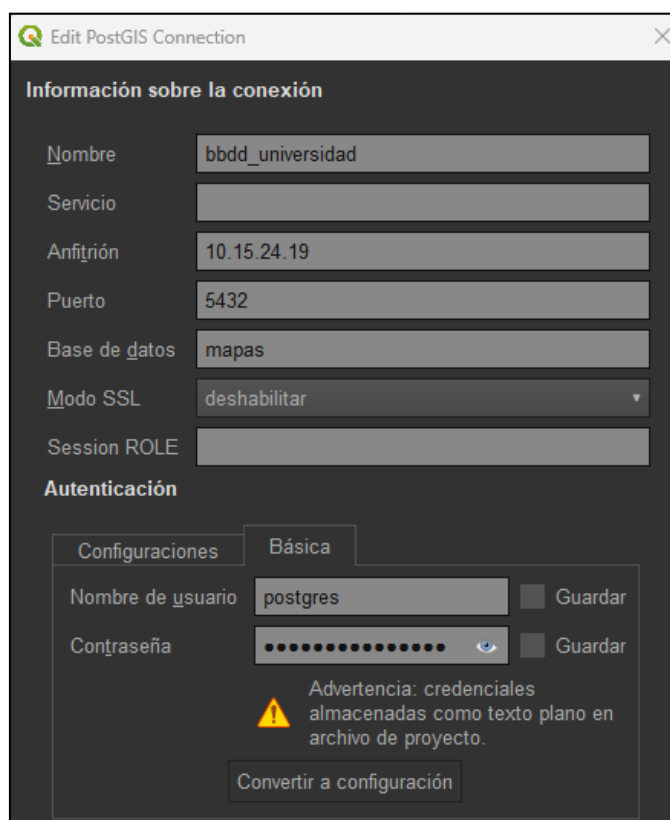 Edit PostGIS Connection
Información sobre la conexión
Nombre bbdd_universidad
Servicio
Anfitrión 10.15.24.19
Puerto 5432
Base de datos mapas
Modo SSL deshabilitar
Session ROLE
Autenticación
Configuraciones Básica
Nombre de usuario postgres Guardar
Contraseña ●●●●●●●●●●●●●●● Guardar
Advertencia: credenciales
almacenadas como texto plano en
archivo de proyecto.
Convertir a configuración